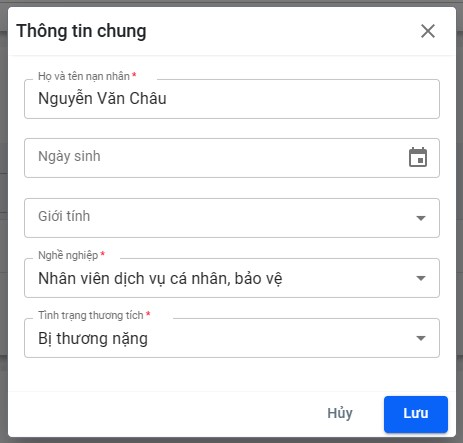 Thông tin chung
Họ và tên nạn nhân *
Nguyễn Văn Châu
Ngày sinh
Giới tính
Nghề nghiệp *
Nhân viên dịch vụ cá nhân, bảo vệ
Tình trạng thương tích *
Bị thương nặng
Hủy
Lưu